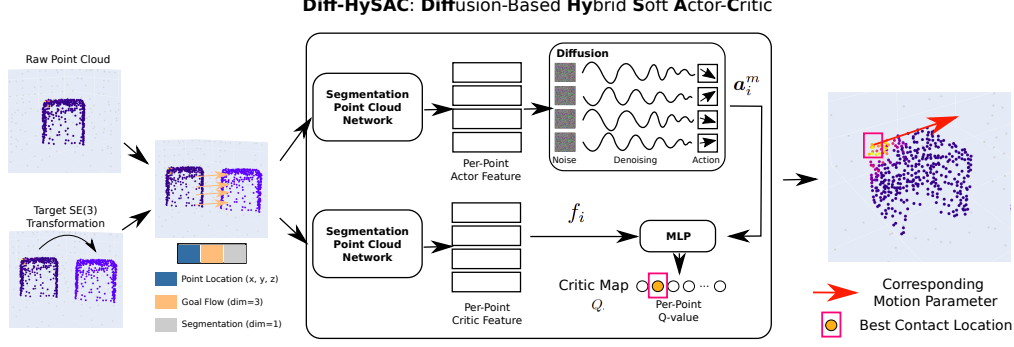 Diff-HySAC: Diffusion-Based Hybrid Soft Actor-Critic
Raw Point Cloud
Target SE(3)
Transformation
Point Location (x, y, z)
Goal Flow (dim=3)
Segmentation (dim=1)
Segmentation
Point Cloud
Network
Per-Point
Actor Feature
Diffusion
Noise
Denoising
Action
a_i^m
Segmentation
Point Cloud
Network
Per-Point
Critic Feature
f_i
MLP
Critic Map
Q
...
Per-Point
Q-value
Corresponding
Motion Parameter
Best Contact Location